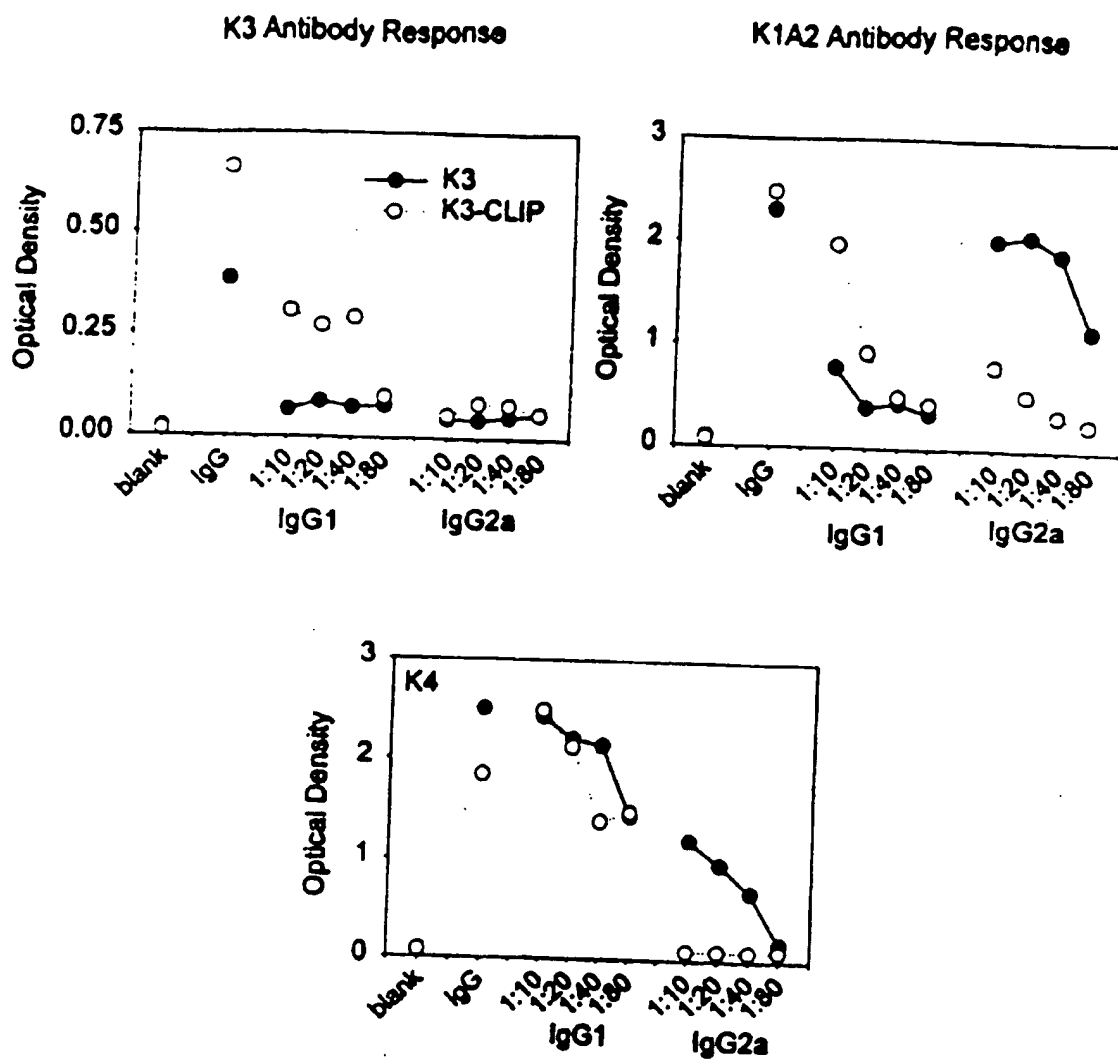 K3 Antibody Response
0.75
0.50
0.25
0.00
Optical Density
K3
K3-CLIP
blank
IgG
1:10
1:20
1:40
1:80
IgG1
1:10
1:20
1:40
1:80
IgG2a
K1A2 Antibody Response
3
2
1
0
Optical Density
blank
IgG
1:10
1:20
1:40
1:80
IgG1
1:10
1:20
1:40
1:80
IgG2a
K4
3
2
1
0
Optical Density
blank
IgG
1:10
1:20
1:40
1:80
IgG1
1:10
1:20
1:40
1:80
IgG2a